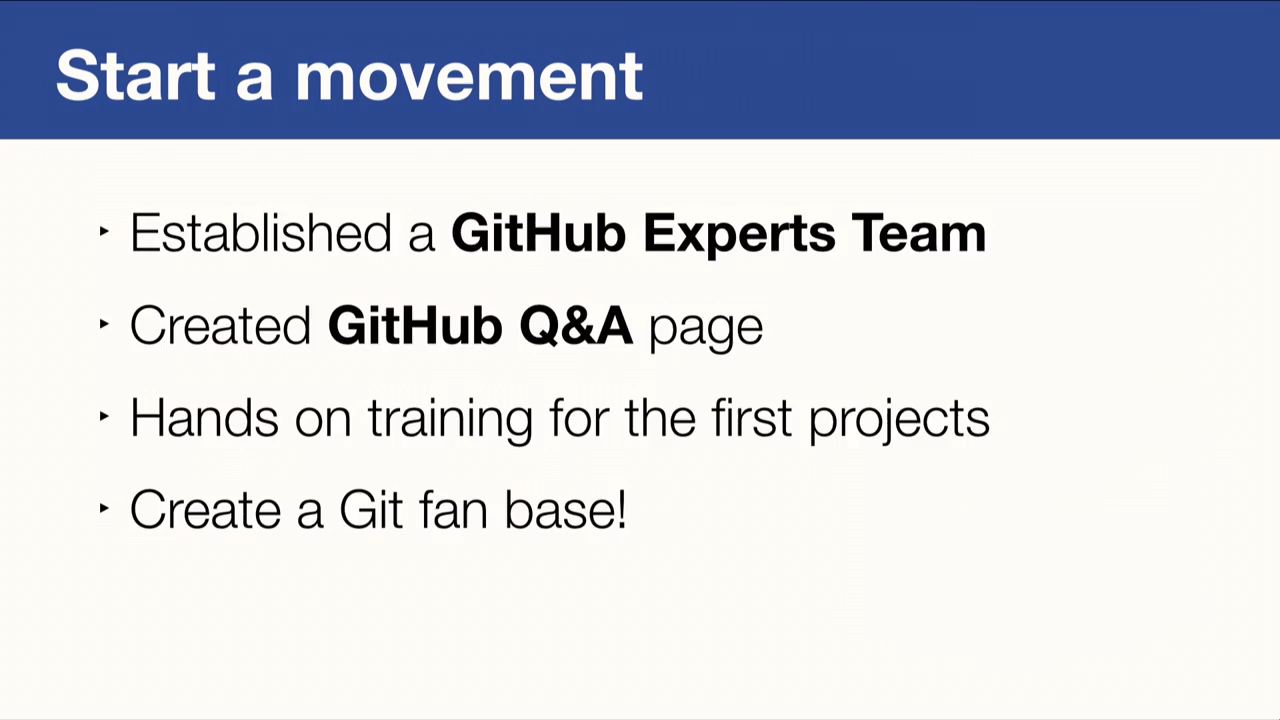 Start a movement
‣ Established a GitHub Experts Team
‣ Created GitHub Q&A page
‣ Hands on training for the first projects
‣ Create a Git fan base!